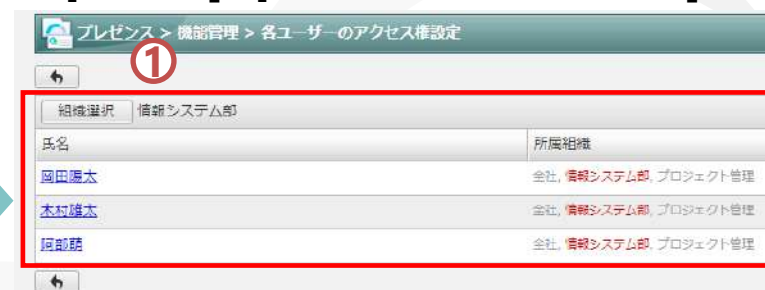 プレゼンス > 機能管理 > 各ユーザーのアクセス権設定
①
組織選択 情報システム部
氏名 所属組織
岡田陽太 会社, 情報システム部, プロジェクト管理
木村雄太 会社, 情報システム部, プロジェクト管理
阿部萌 会社, 情報システム部, プロジェクト管理